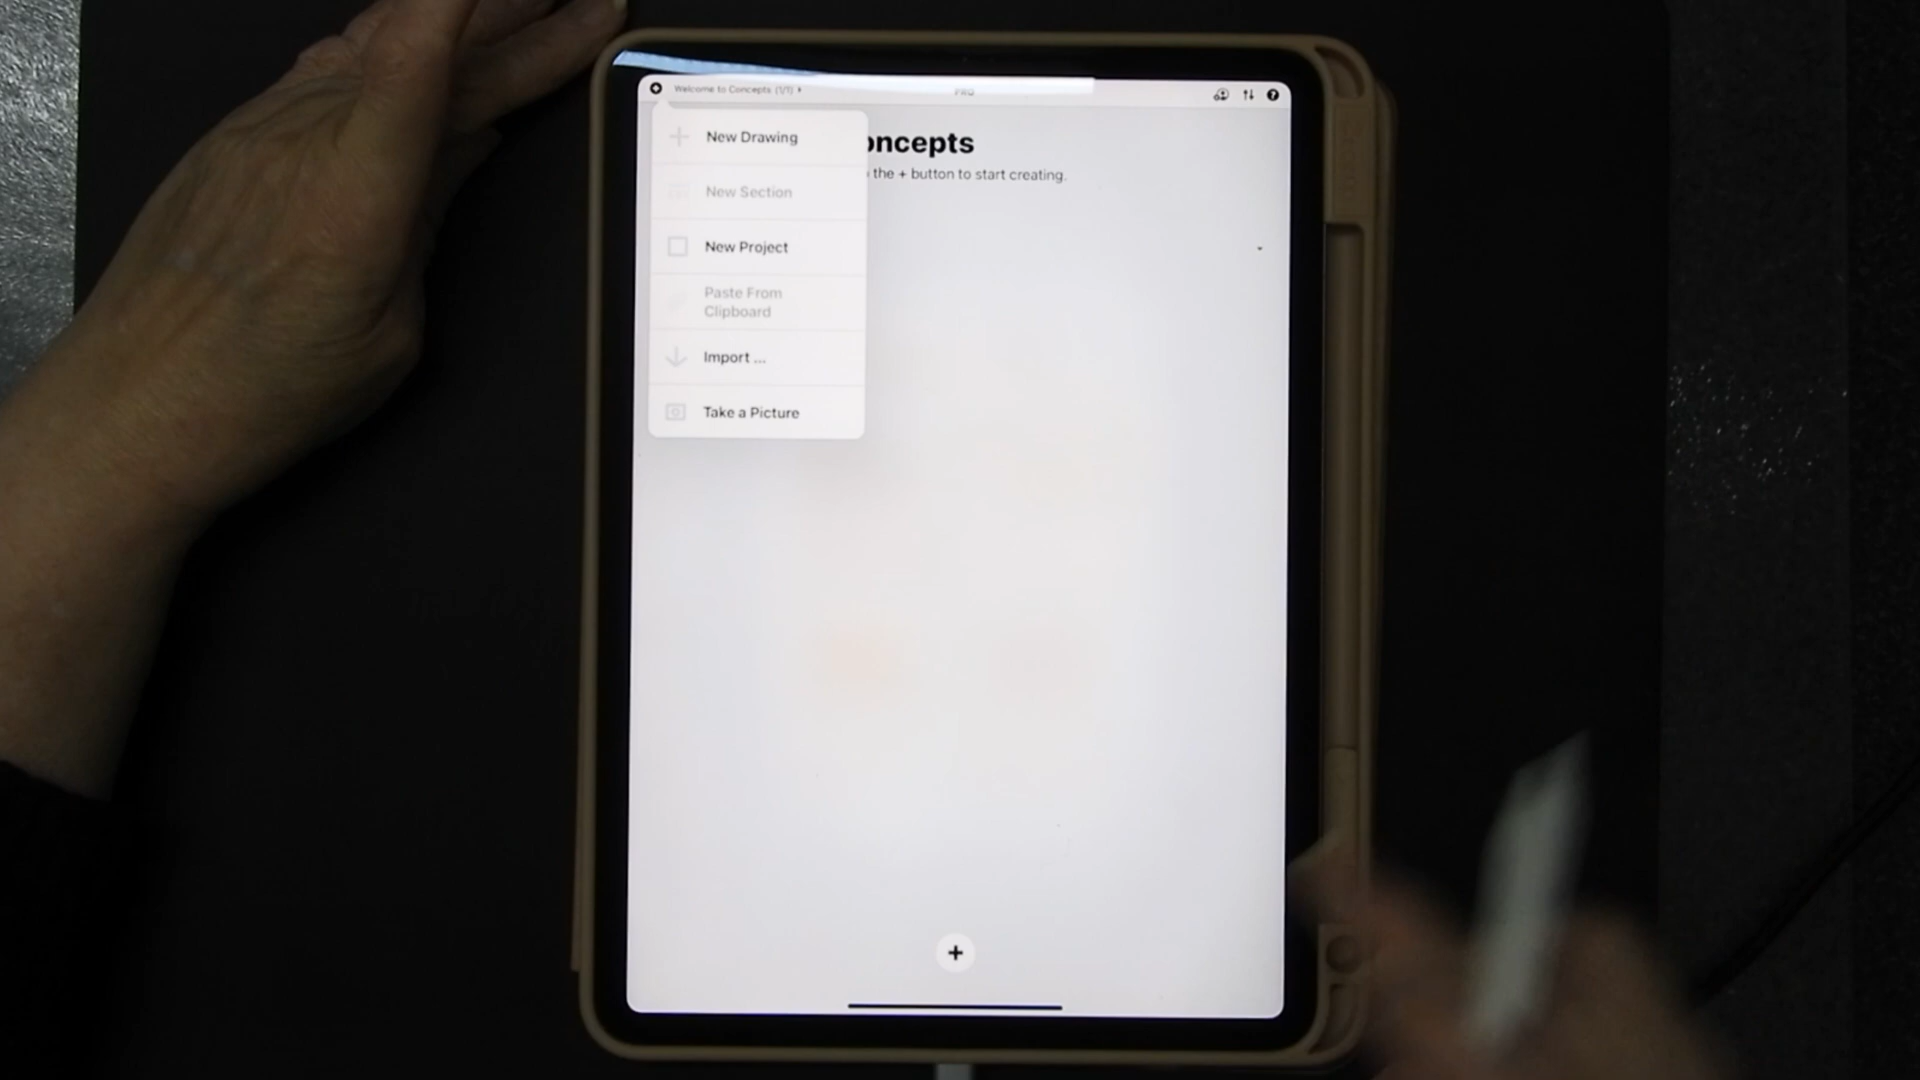 Welcome to Concepts (1/1)
PRO
New Drawing
oncepts
the + button to start creating.
New Section
New Project
Paste From
Clipboard
Import ...
Take a Picture